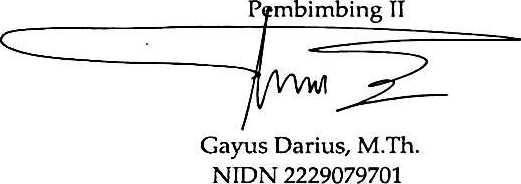 Pembimbing II
Gayus Darius, M.Th.
NIDN 2229079701